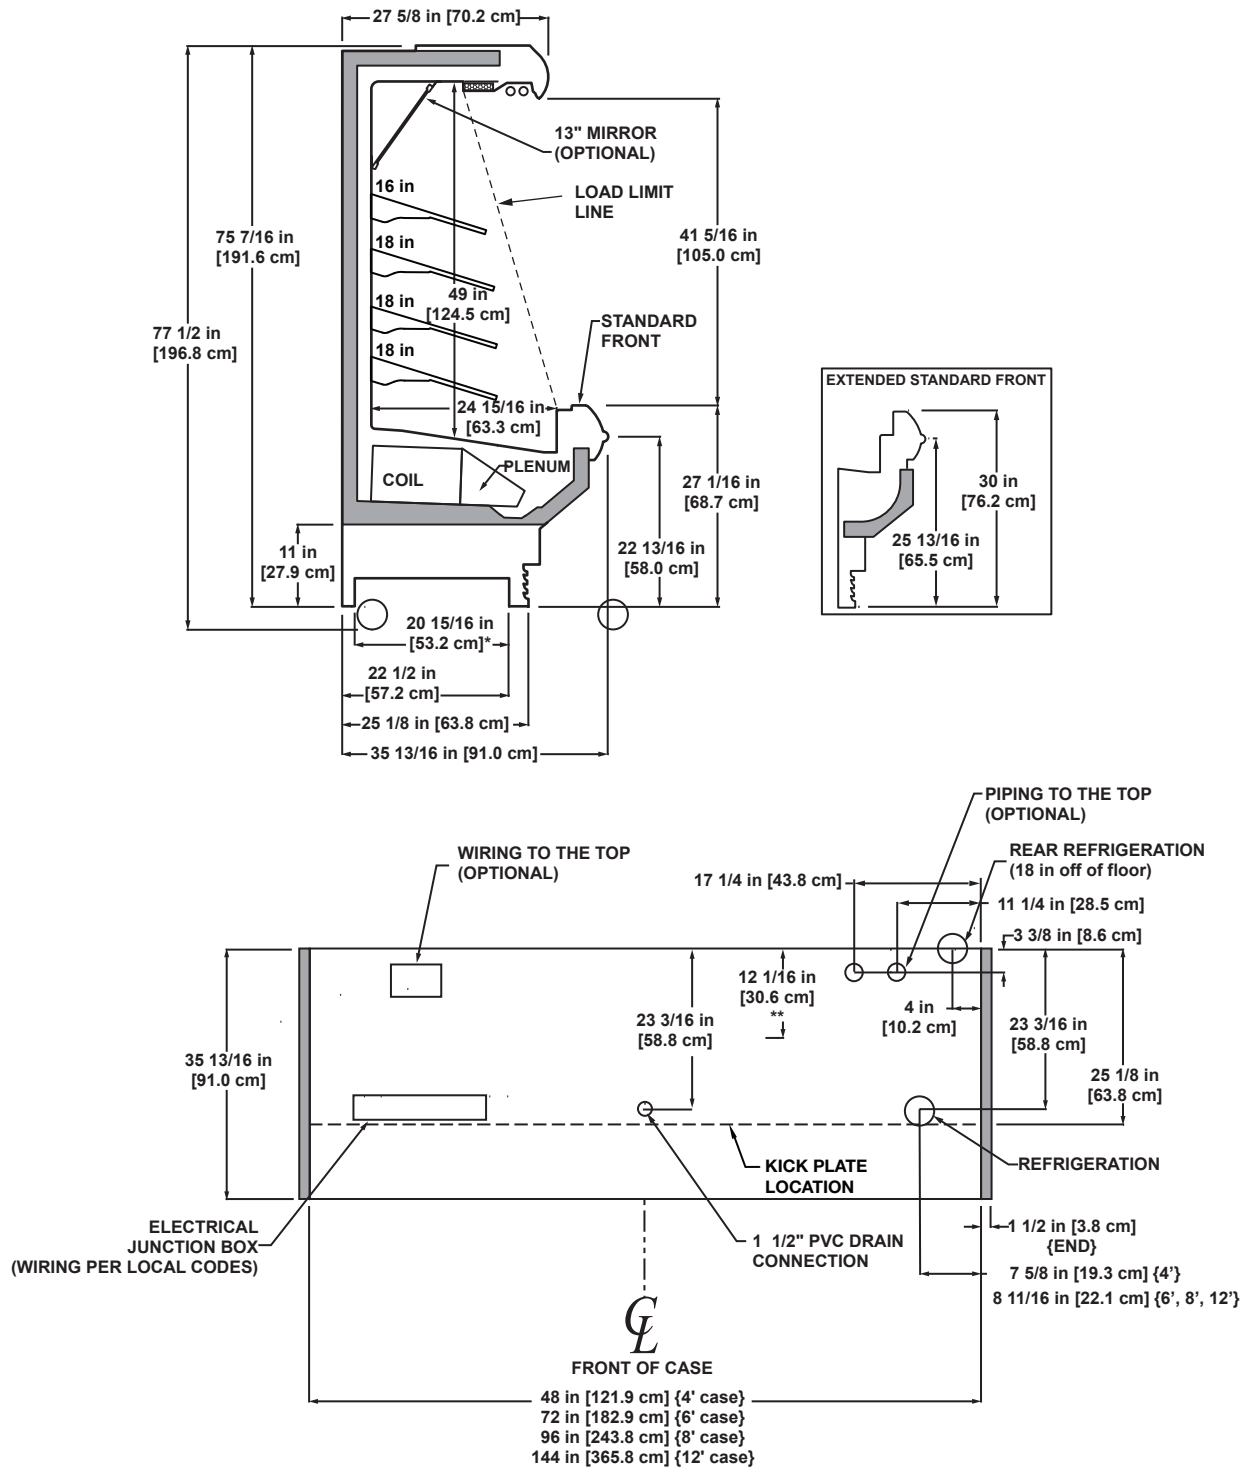 27 5/8 in [70.2 cm]
13" MIRROR
(OPTIONAL)
16 in
LOAD LIMIT
LINE
75 7/16 in
[191.6 cm]
41 5/16 in
[105.0 cm]
18 in
49 in
[124.5 cm]
18 in
77 1/2 in
[196.8 cm]
STANDARD
FRONT
18 in
EXTENDED STANDARD FRONT
24 15/16 in
[63.3 cm]
PLENUM
COIL
27 1/16 in
[68.7 cm]
30 in
[76.2 cm]
11 in
[27.9 cm]
22 13/16 in
[58.0 cm]
25 13/16 in
[65.5 cm]
20 15/16 in
[53.2 cm]*
22 1/2 in
[57.2 cm]
25 1/8 in [63.8 cm]
35 13/16 in [91.0 cm]
PIPING TO THE TOP
(OPTIONAL)
WIRING TO THE TOP
(OPTIONAL)
REAR REFRIGERATION
(18 in off of floor)
17 1/4 in [43.8 cm]
11 1/4 in [28.5 cm]
3 3/8 in [8.6 cm]
12 1/16 in
[30.6 cm]
**
4 in
[10.2 cm]
23 3/16 in
[58.8 cm]
23 3/16 in
[58.8 cm]
35 13/16 in
[91.0 cm]
25 1/8 in
[63.8 cm]
KICK PLATE
LOCATION
REFRIGERATION
ELECTRICAL
JUNCTION BOX
(WIRING PER LOCAL CODES)
1 1/2" PVC DRAIN
CONNECTION
1 1/2 in [3.8 cm]
{END}
7 5/8 in [19.3 cm] {4’}
8 11/16 in [22.1 cm] {6’, 8’, 12’}
CL
FRONT OF CASE
48 in [121.9 cm] {4' case}
72 in [182.9 cm] {6' case}
96 in [243.8 cm] {8' case}
144 in [365.8 cm] {12' case}